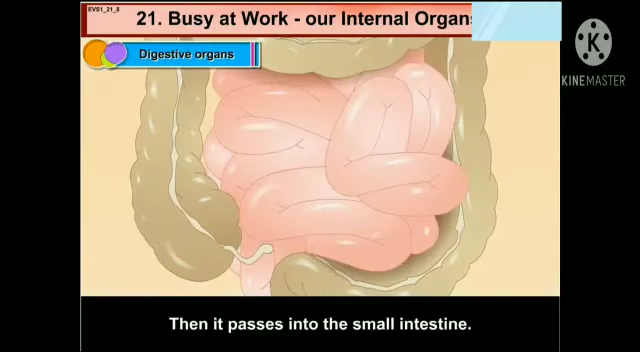 EVS1_21_8
21. Busy at Work - our Internal Organs
Digestive organs
K
KINEMASTER
Then it passes into the small intestine.